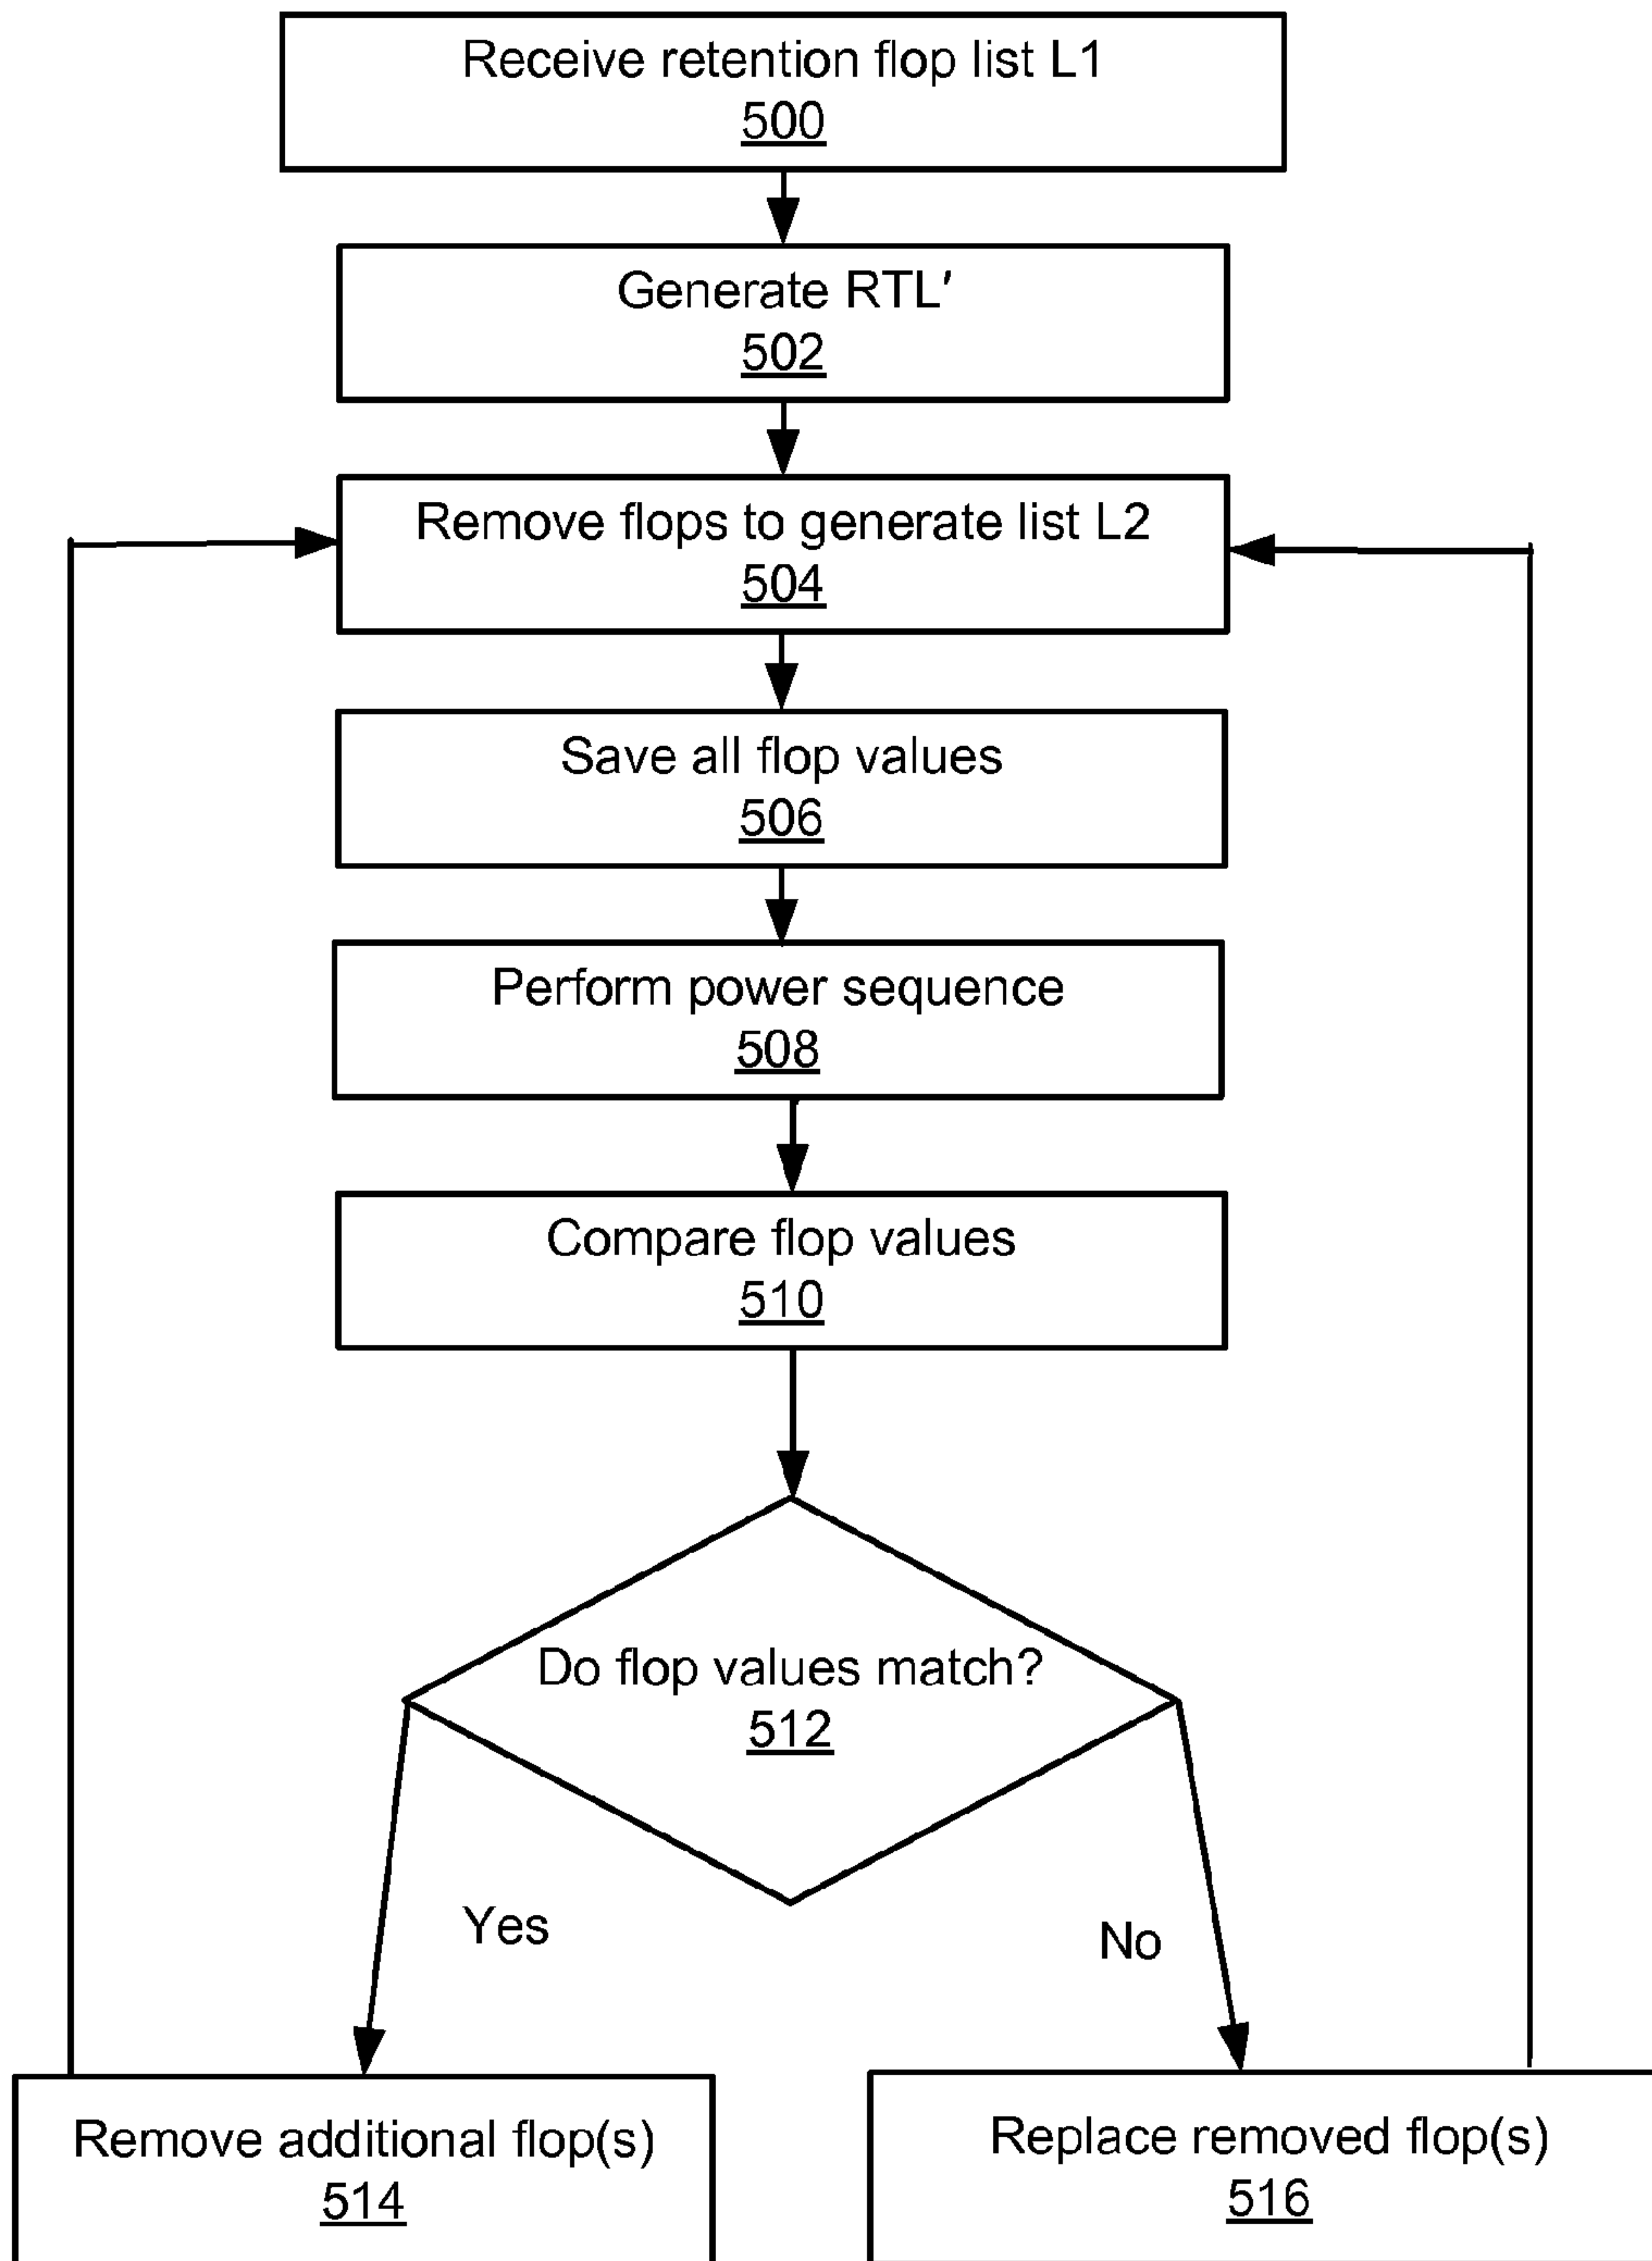 Receive retention flop list L1
500
Generate RTL'
502
Remove flops to generate list L2
504
Save all flop values
506
Perform power sequence
508
Compare flop values
510
Do flop values match?
512
Yes
No
Remove additional flop(s)
514
Replace removed flop(s)
516